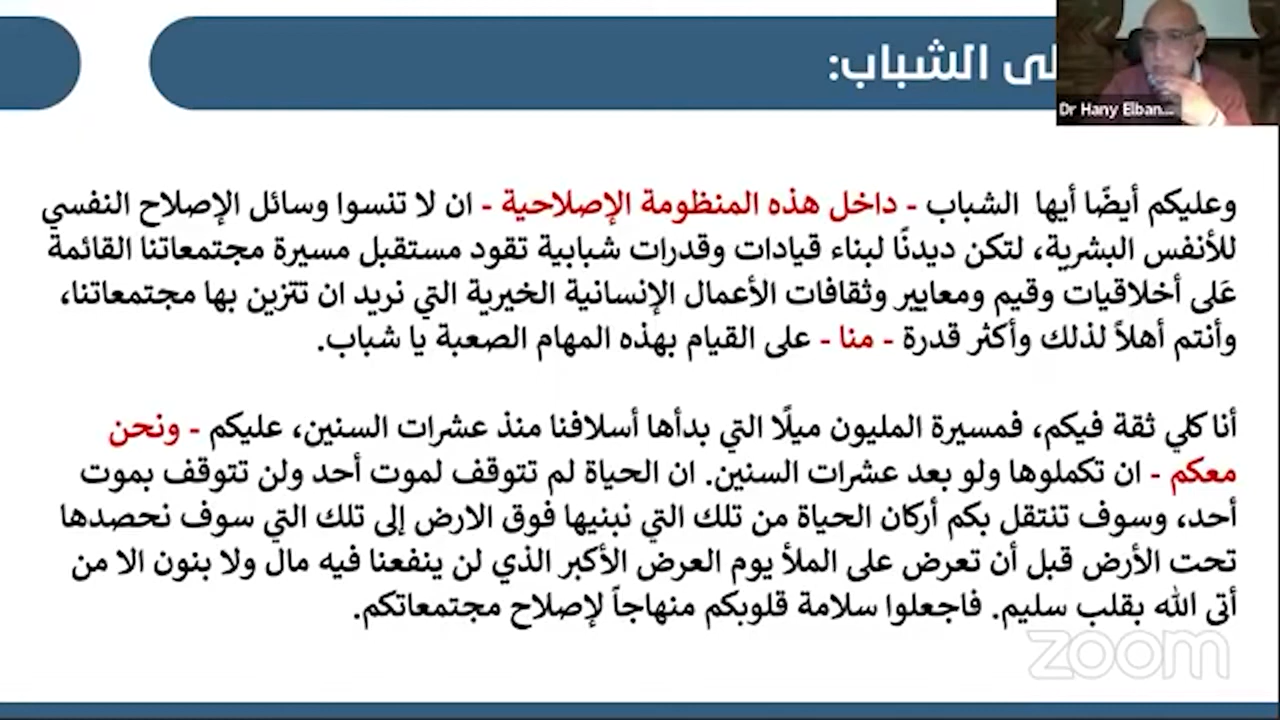 لى الشباب:
Dr Hany Elban...
وعليكم أيضًا أيها الشباب - داخل هذه المنظومة الإصلاحية - ان لا تنسوا وسائل الإصلاح النفسي
للأنفس البشرية، لتكن ديدنًا لبناء قيادات وقدرات شبابية تقود مستقبل مسيرة مجتمعاتنا القائمة
عَلى أخلاقيات وقيم ومعايير وثقافات الأعمال الإنسانية الخيرية التي نريد ان تتزين بها مجتمعاتنا،
وأنتم أهلاً لذلك وأكثر قدرة - منا - على القيام بهذه المهام الصعبة يا شباب.
أنا كلي ثقة فيكم، فمسيرة المليون ميلًا التي بدأها أسلافنا منذ عشرات السنين، عليكم - ونحن
معكم - ان تكملوها ولو بعد عشرات السنين. ان الحياة لم تتوقف لموت أحد ولن تتوقف بموت
أحد، وسوف تنتقل بكم أركان الحياة من تلك التي نبنيها فوق الارض إلى تلك التي سوف نحصدها
تحت الأرض قبل أن تعرض على الملأ يوم العرض الأكبر الذي لن ينفعنا فيه مال ولا بنون الا من
أتى الله بقلب سليم. فاجعلوا سلامة قلوبكم منهاجاً لإصلاح مجتمعاتكم.
zoom